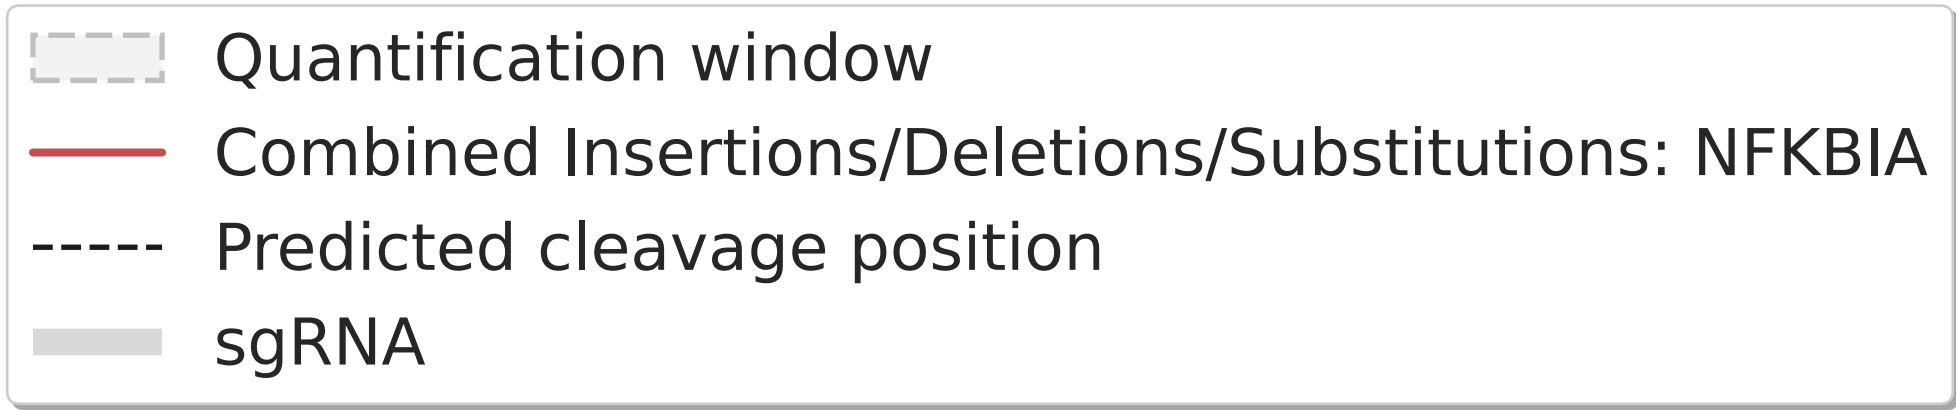 Quantification window
Combined Insertions/Deletions/Substitutions: NFKBIA
Predicted cleavage position
sgRNA